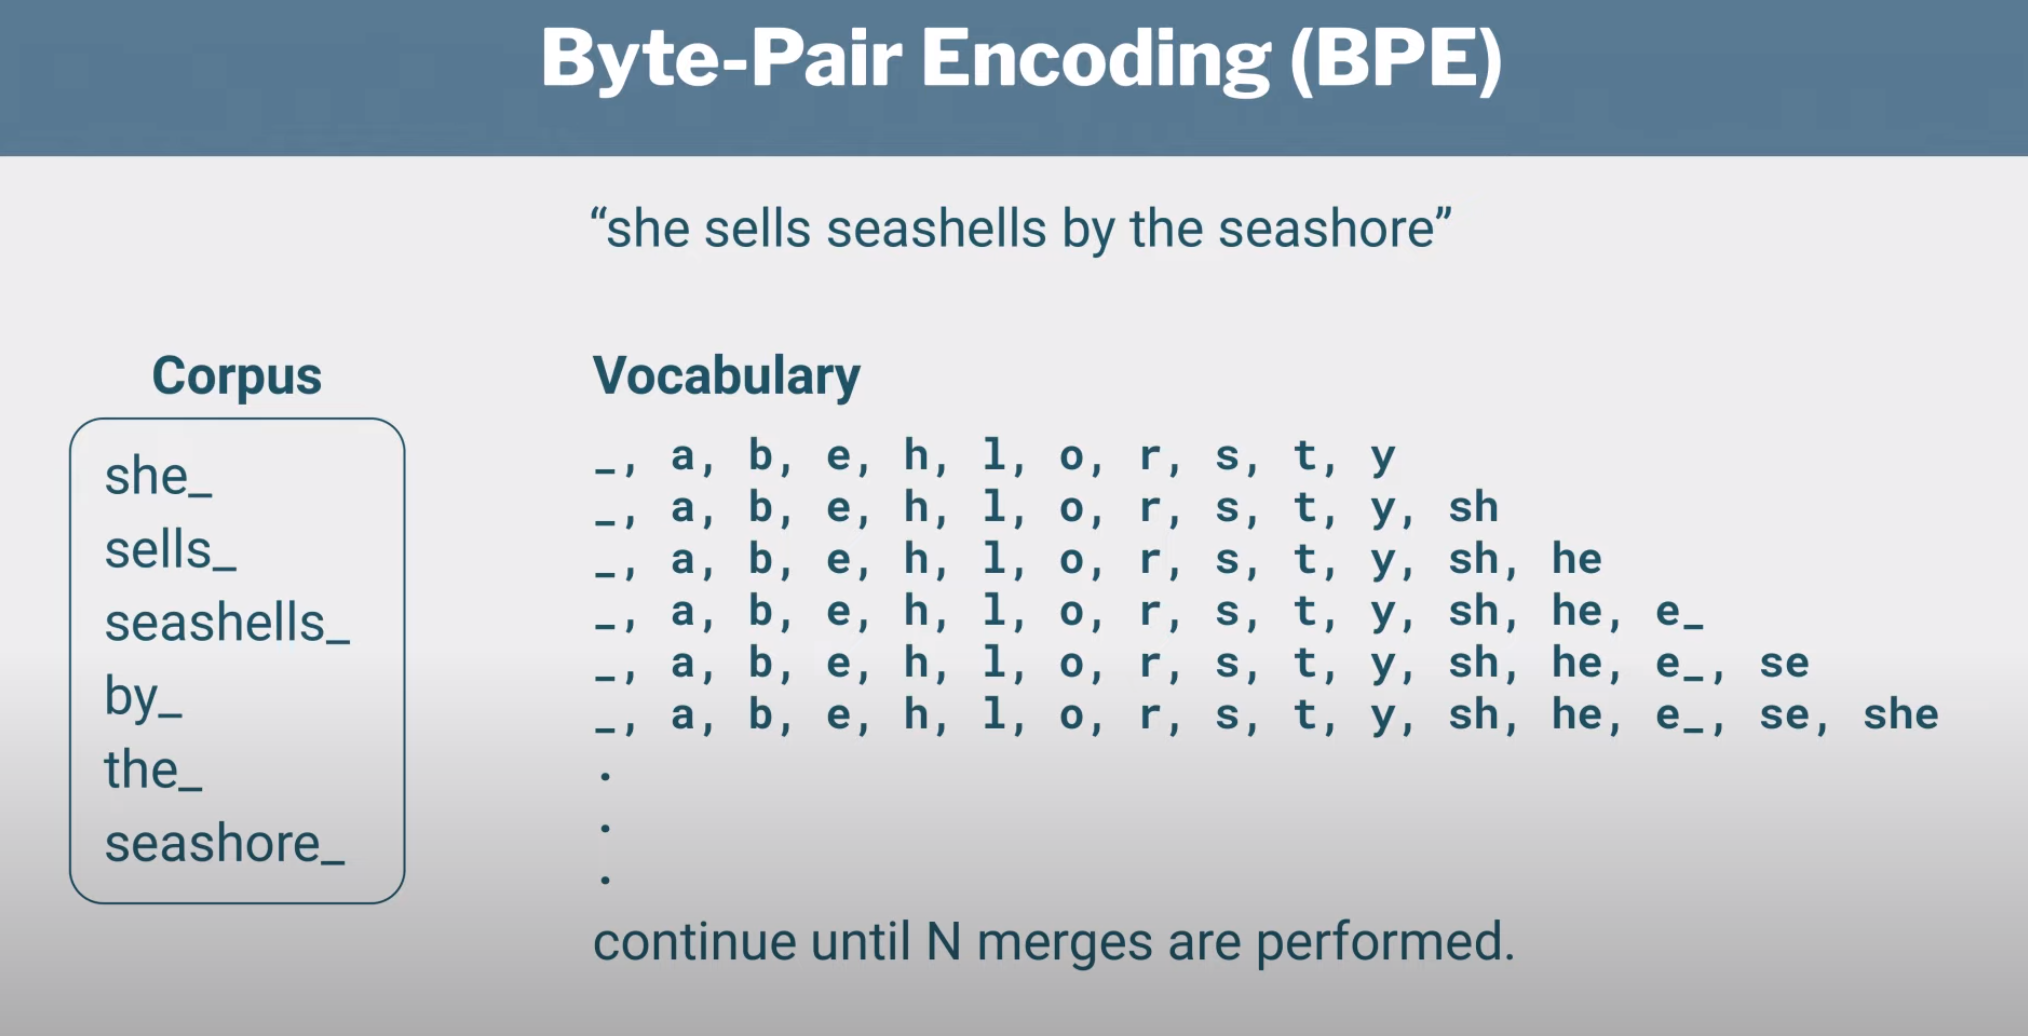 Byte-Pair Encoding (BPE)
“she sells seashells by the seashore”
Corpus
she_
sells_
seashells_
by_
the_
seashore_
Vocabulary
_, a, b, e, h, l, o, r, s, t, y
_, a, b, e, h, l, o, r, s, t, y, sh
_, a, b, e, h, l, o, r, s, t, y, sh, he
_, a, b, e, h, l, o, r, s, t, y, sh, he, e_
_, a, b, e, h, l, o, r, s, t, y, sh, he, e_, se
_, a, b, e, h, l, o, r, s, t, y, sh, he, e_, se, she
.
.
.
continue until N merges are performed.